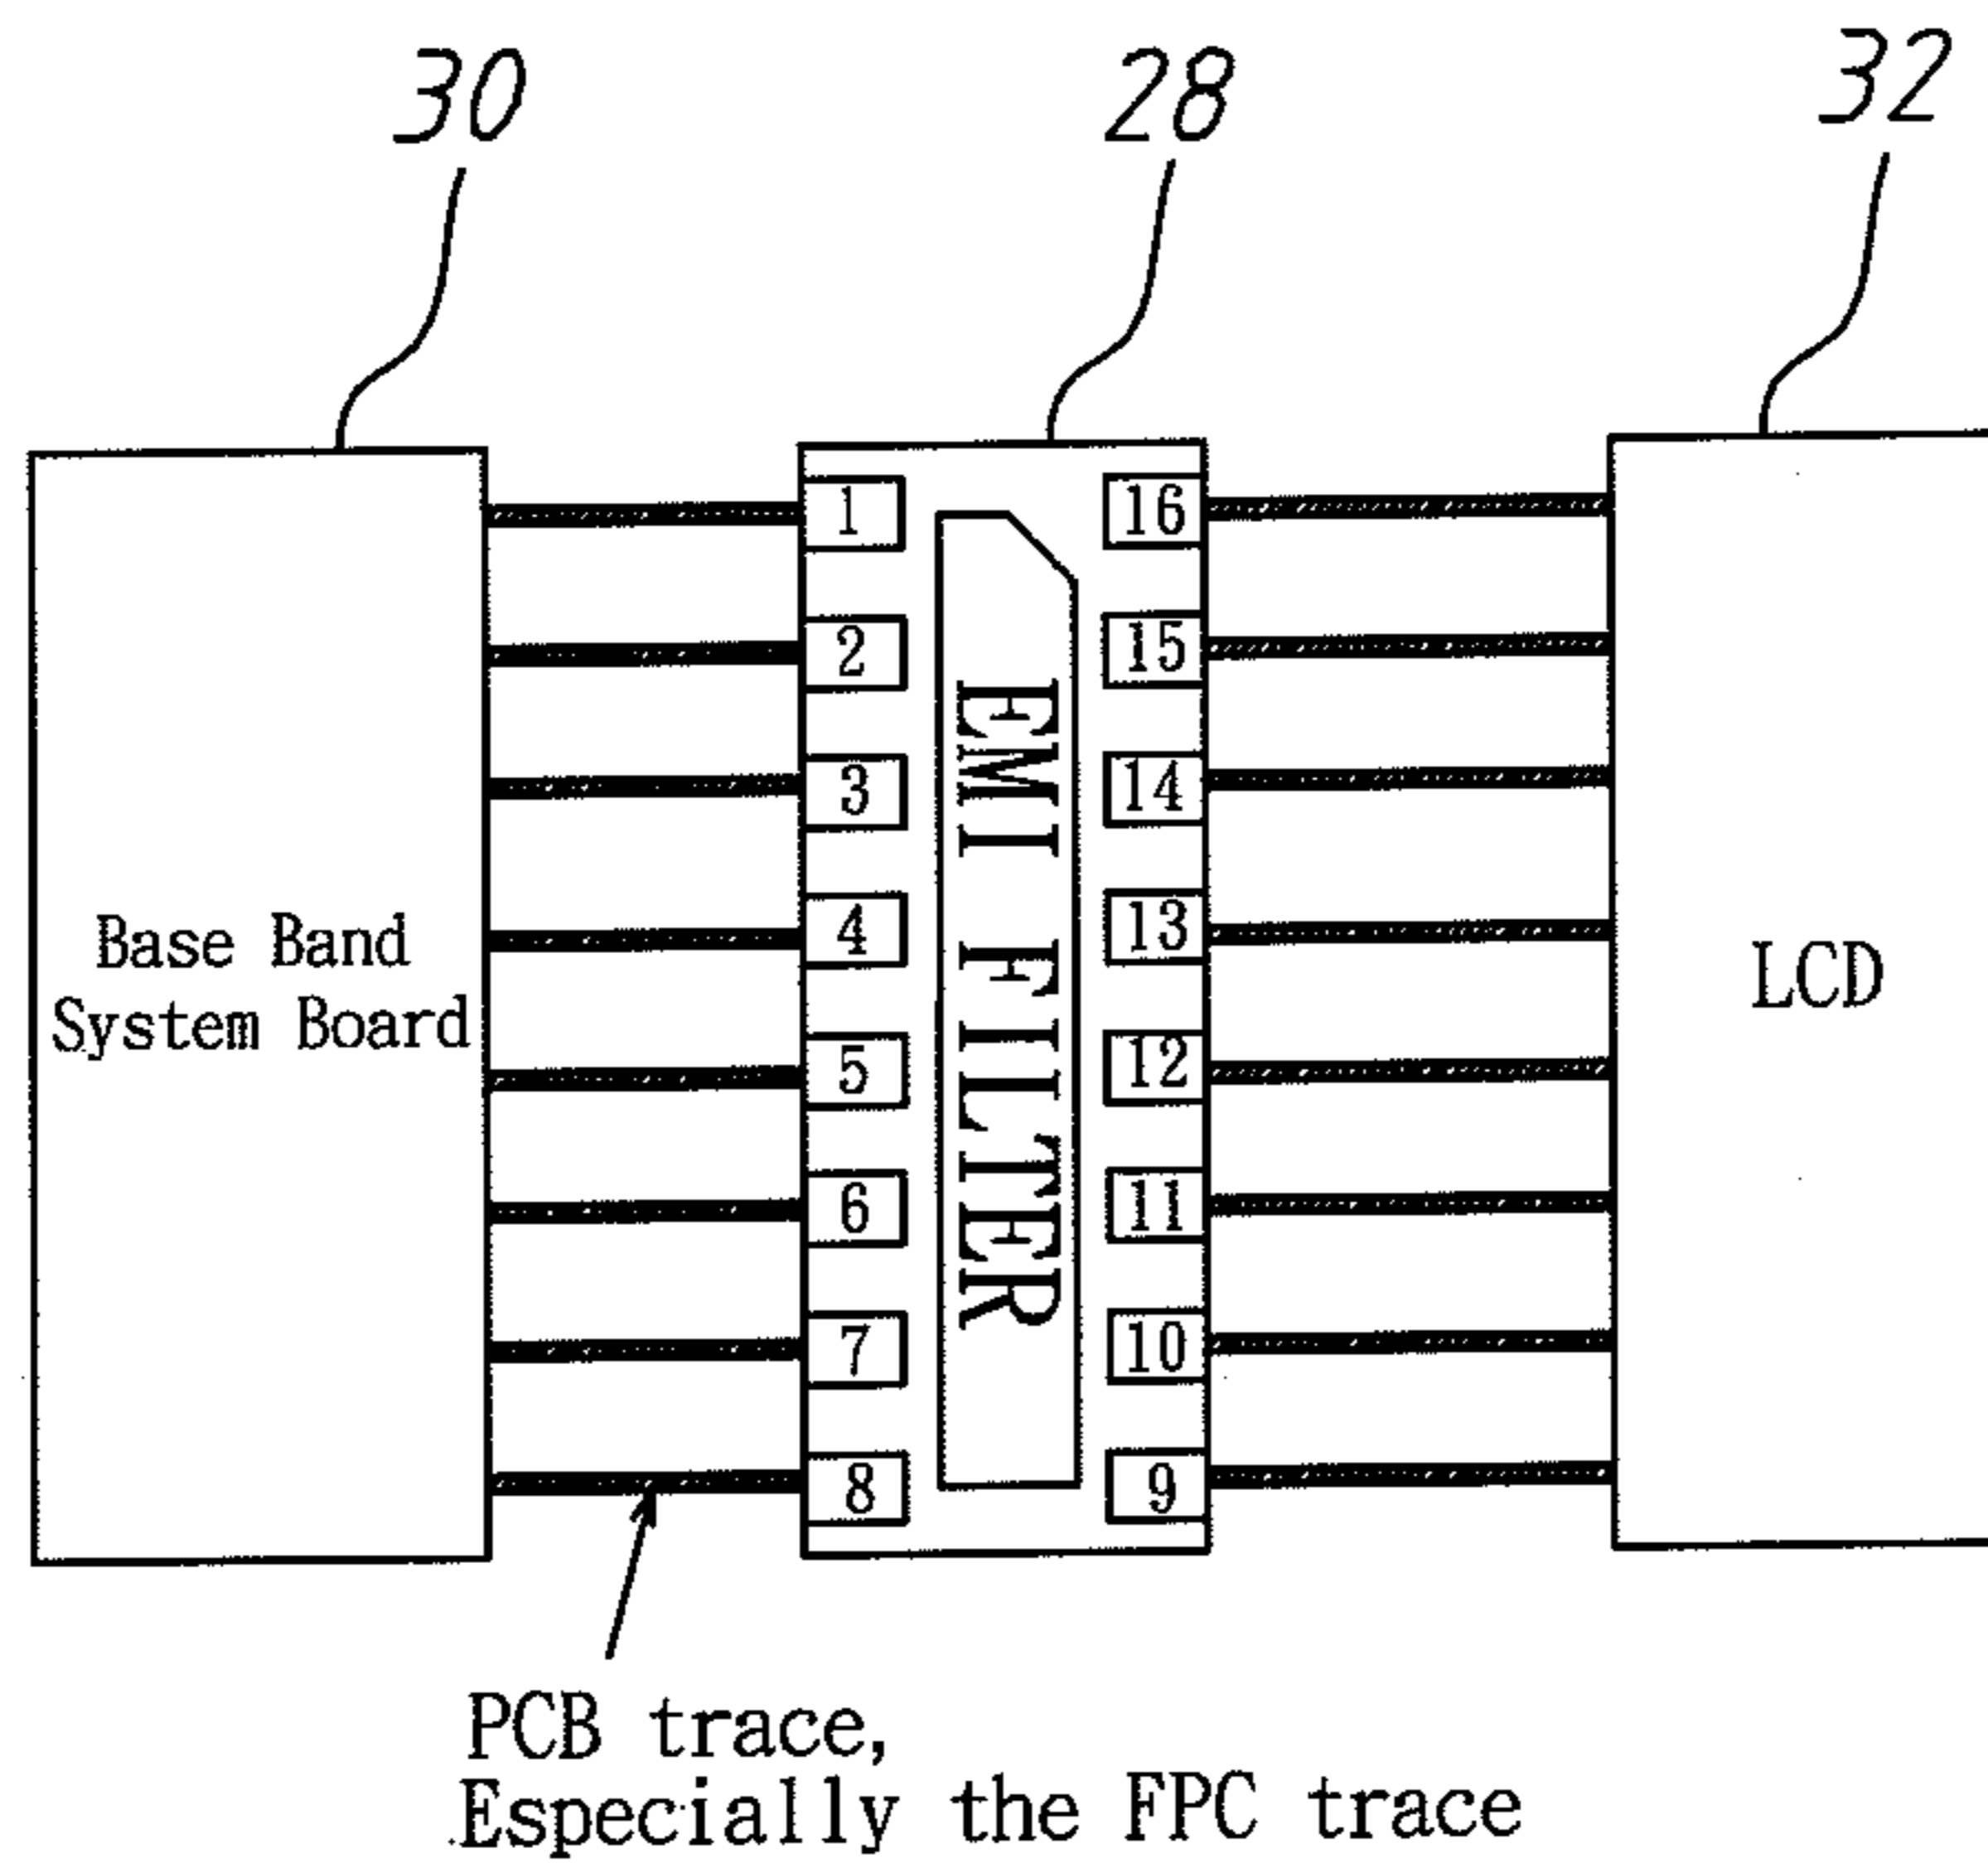 30 28 32
1 16
2 15
3 14
4 13
5 12
6 11
7 10
8 9
EMI FILTER
Base Band
System Board
LCD
PCB trace,
Especially the FPC trace